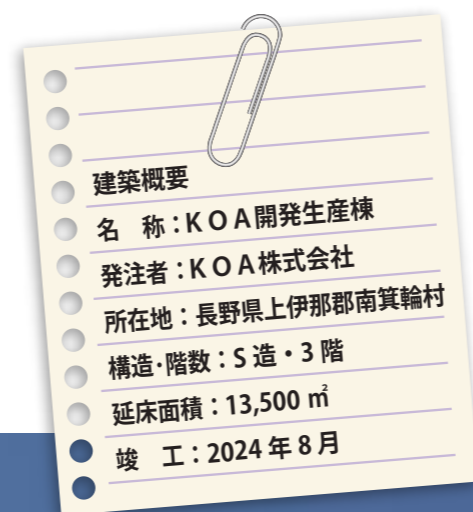 建築概要
名　称：ＫＯＡ開発生産棟
発注者：ＫＯＡ株式会社
所在地：長野県上伊那郡南箕輪村
構造・階数：S 造・3 階
延床面積：13,500 ㎡
竣　工：2024 年 8 月